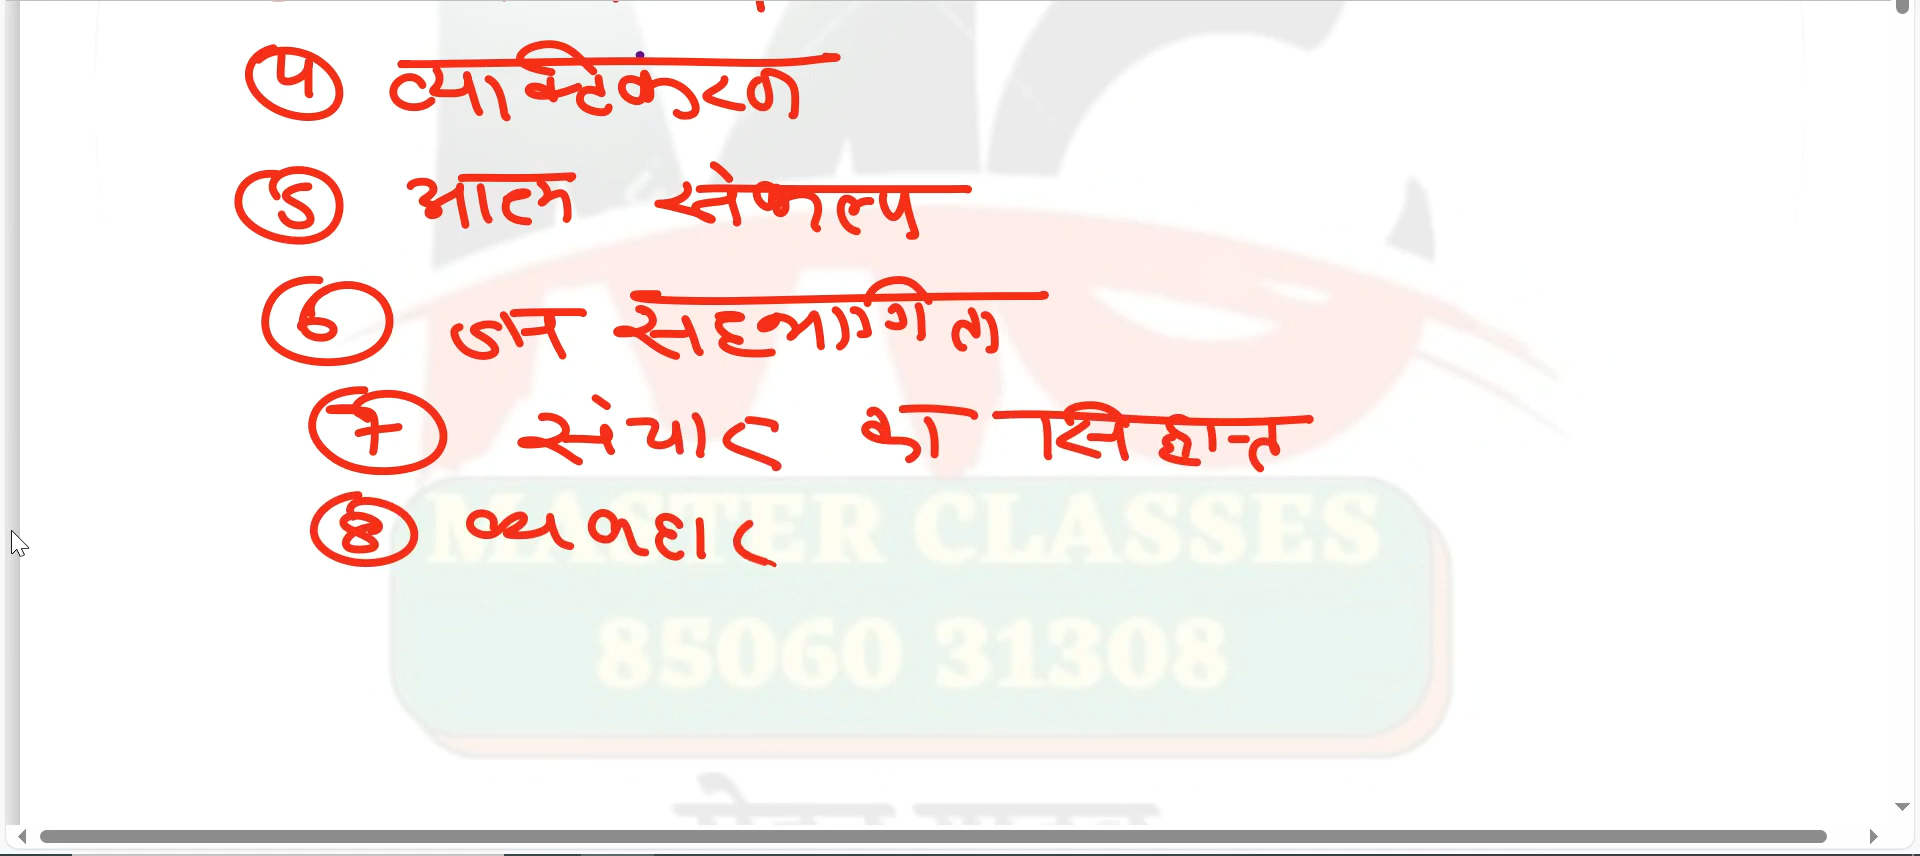 4 व्यक्तिकरण
5 आत्म संकल्प
6 जन सहभागिता
7 संवाद का सिद्धान्त
8 व्यवहार
MASTER CLASSES
85060 31308